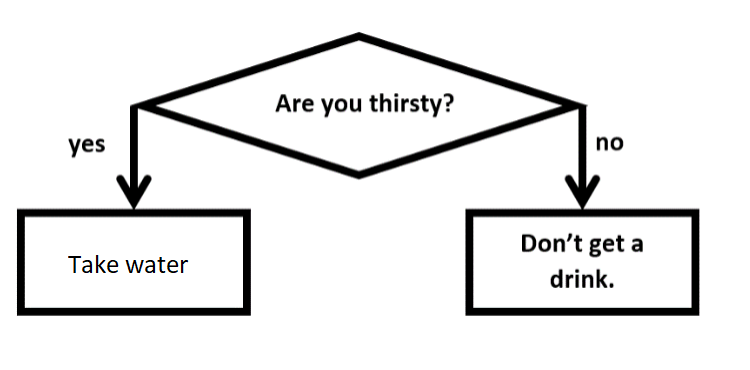 Are you thirsty?
yes
no
Take water
Don’t get a
drink.